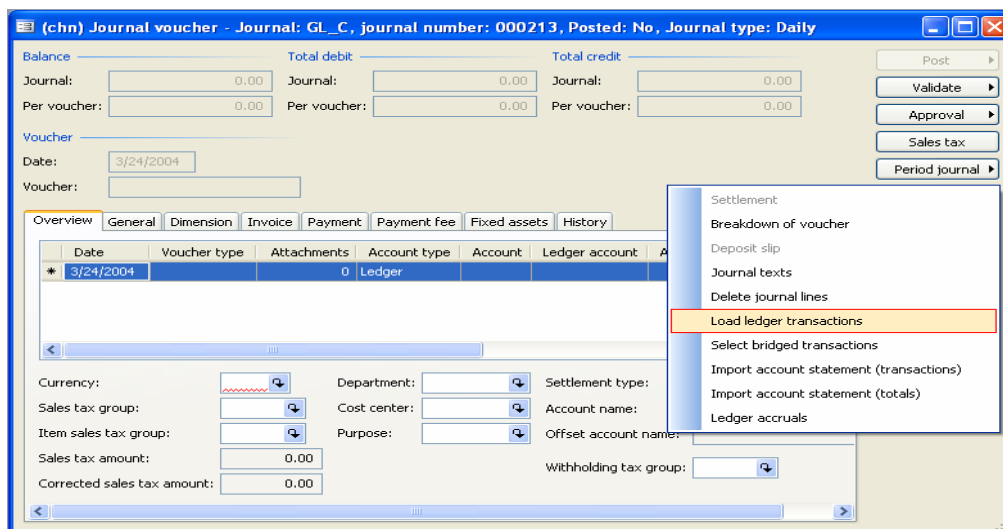 (chn) Journal voucher - Journal: GL_C, journal number: 000213, Posted: No, Journal type: Daily
Balance Total debit Total credit
Journal: 0.00 Journal: 0.00 Journal: 0.00
Per voucher: 0.00 Per voucher: 0.00 Per voucher: 0.00
Post
Validate
Approval
Sales tax
Period journal
Voucher
Date: 3/24/2004
Voucher:
Overview General Dimension Invoice Payment Payment fee Fixed assets History
Date Voucher type Attachments Account type Account Ledger account A
* 3/24/2004 0 Ledger
Settlement
Breakdown of voucher
Deposit slip
Journal texts
Delete journal lines
Load ledger transactions
Select bridged transactions
Import account statement (transactions)
Import account statement (totals)
Ledger accruals
Currency: Department: Settlement type:
Sales tax group: Cost center: Account name:
Item sales tax group: Purpose: Offset account name:
Sales tax amount: 0.00
Withholding tax group:
Corrected sales tax amount: 0.00